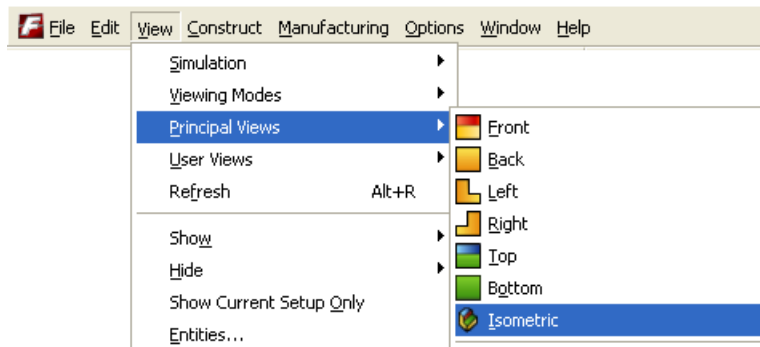 File Edit View Construct Manufacturing Options Window Help
Simulation
Viewing Modes
Principal Views
User Views
Refresh Alt+R
Show
Hide
Show Current Setup Only
Entities...
Front
Back
Left
Right
Top
Bottom
Isometric